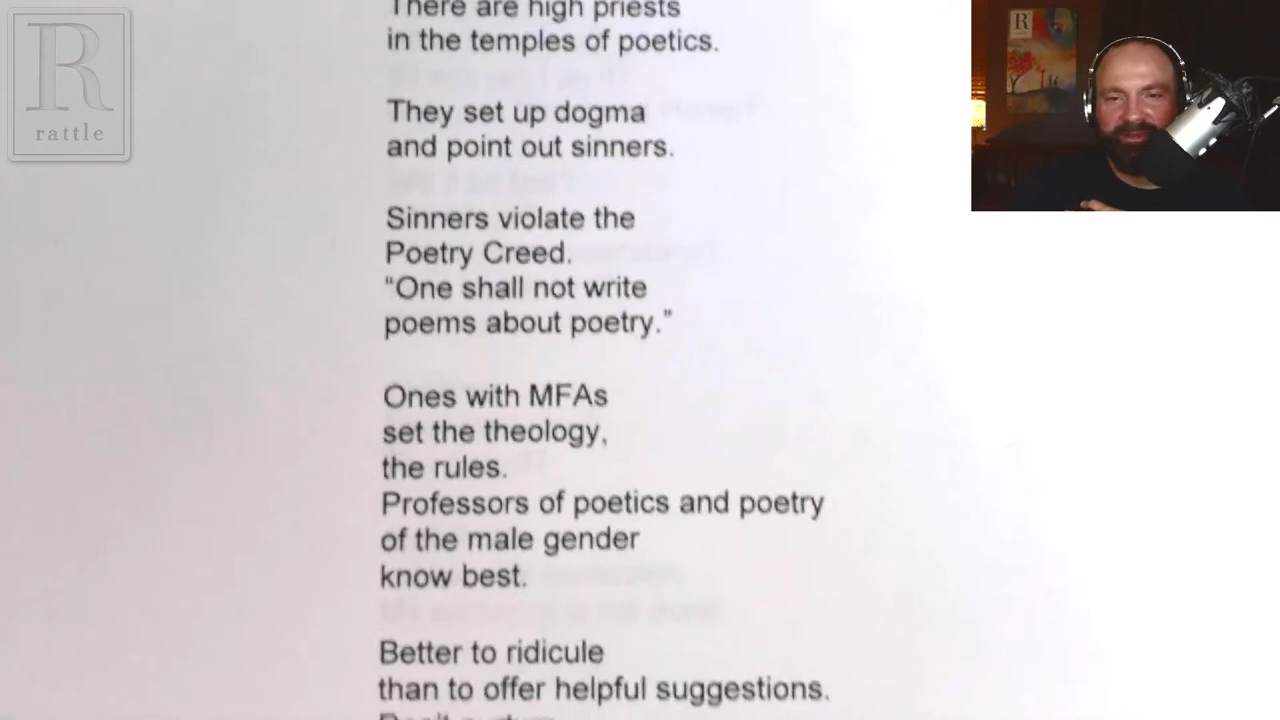 R
rattle
R
There are high priests
in the temples of poetics.
They set up dogma
and point out sinners.
Sinners violate the
Poetry Creed.
“One shall not write
poems about poetry.”
Ones with MFAs
set the theology,
the rules.
Professors of poetics and poetry
of the male gender
know best.
Better to ridicule
than to offer helpful suggestions.